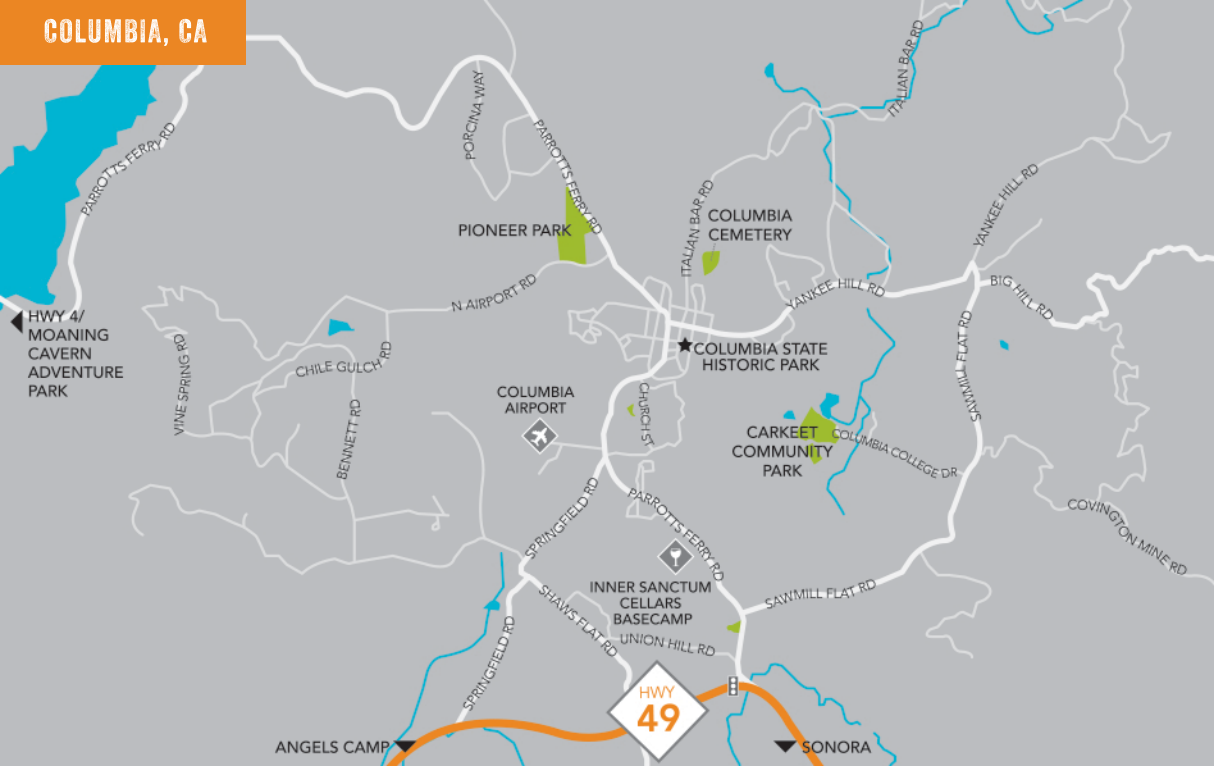 COLUMBIA, CA
ITALIAN BAR RD
PORCINA WAY
PARROTTS FERRY RD
PARROTTS FERRY RD
YANKEE HILL RD
ITALIAN BAR RD
COLUMBIA
CEMETERY
PIONEER PARK
N AIRPORT RD
YANKEE HILL RD
BIG HILL RD
HWY 4/
MOANING
CAVERN
ADVENTURE
PARK
VINE SPRING RD
CHILE GULCH RD
SAWMILL FLAT RD
COLUMBIA STATE
HISTORIC PARK
COLUMBIA
AIRPORT
CHURCH ST
BENNETT RD
CARKEET
COMMUNITY
PARK
COLUMBIA COLLEGE DR
SPRINGFIELD RD
PARROTTS FERRY RD
COVINGTON MINE RD
INNER SANCTUM
CELLARS
BASECAMP
SAWMILL FLAT RD
SHAWS FLAT RD
UNION HILL RD
SPRINGFIELD RD
HWY
49
ANGELS CAMP
SONORA